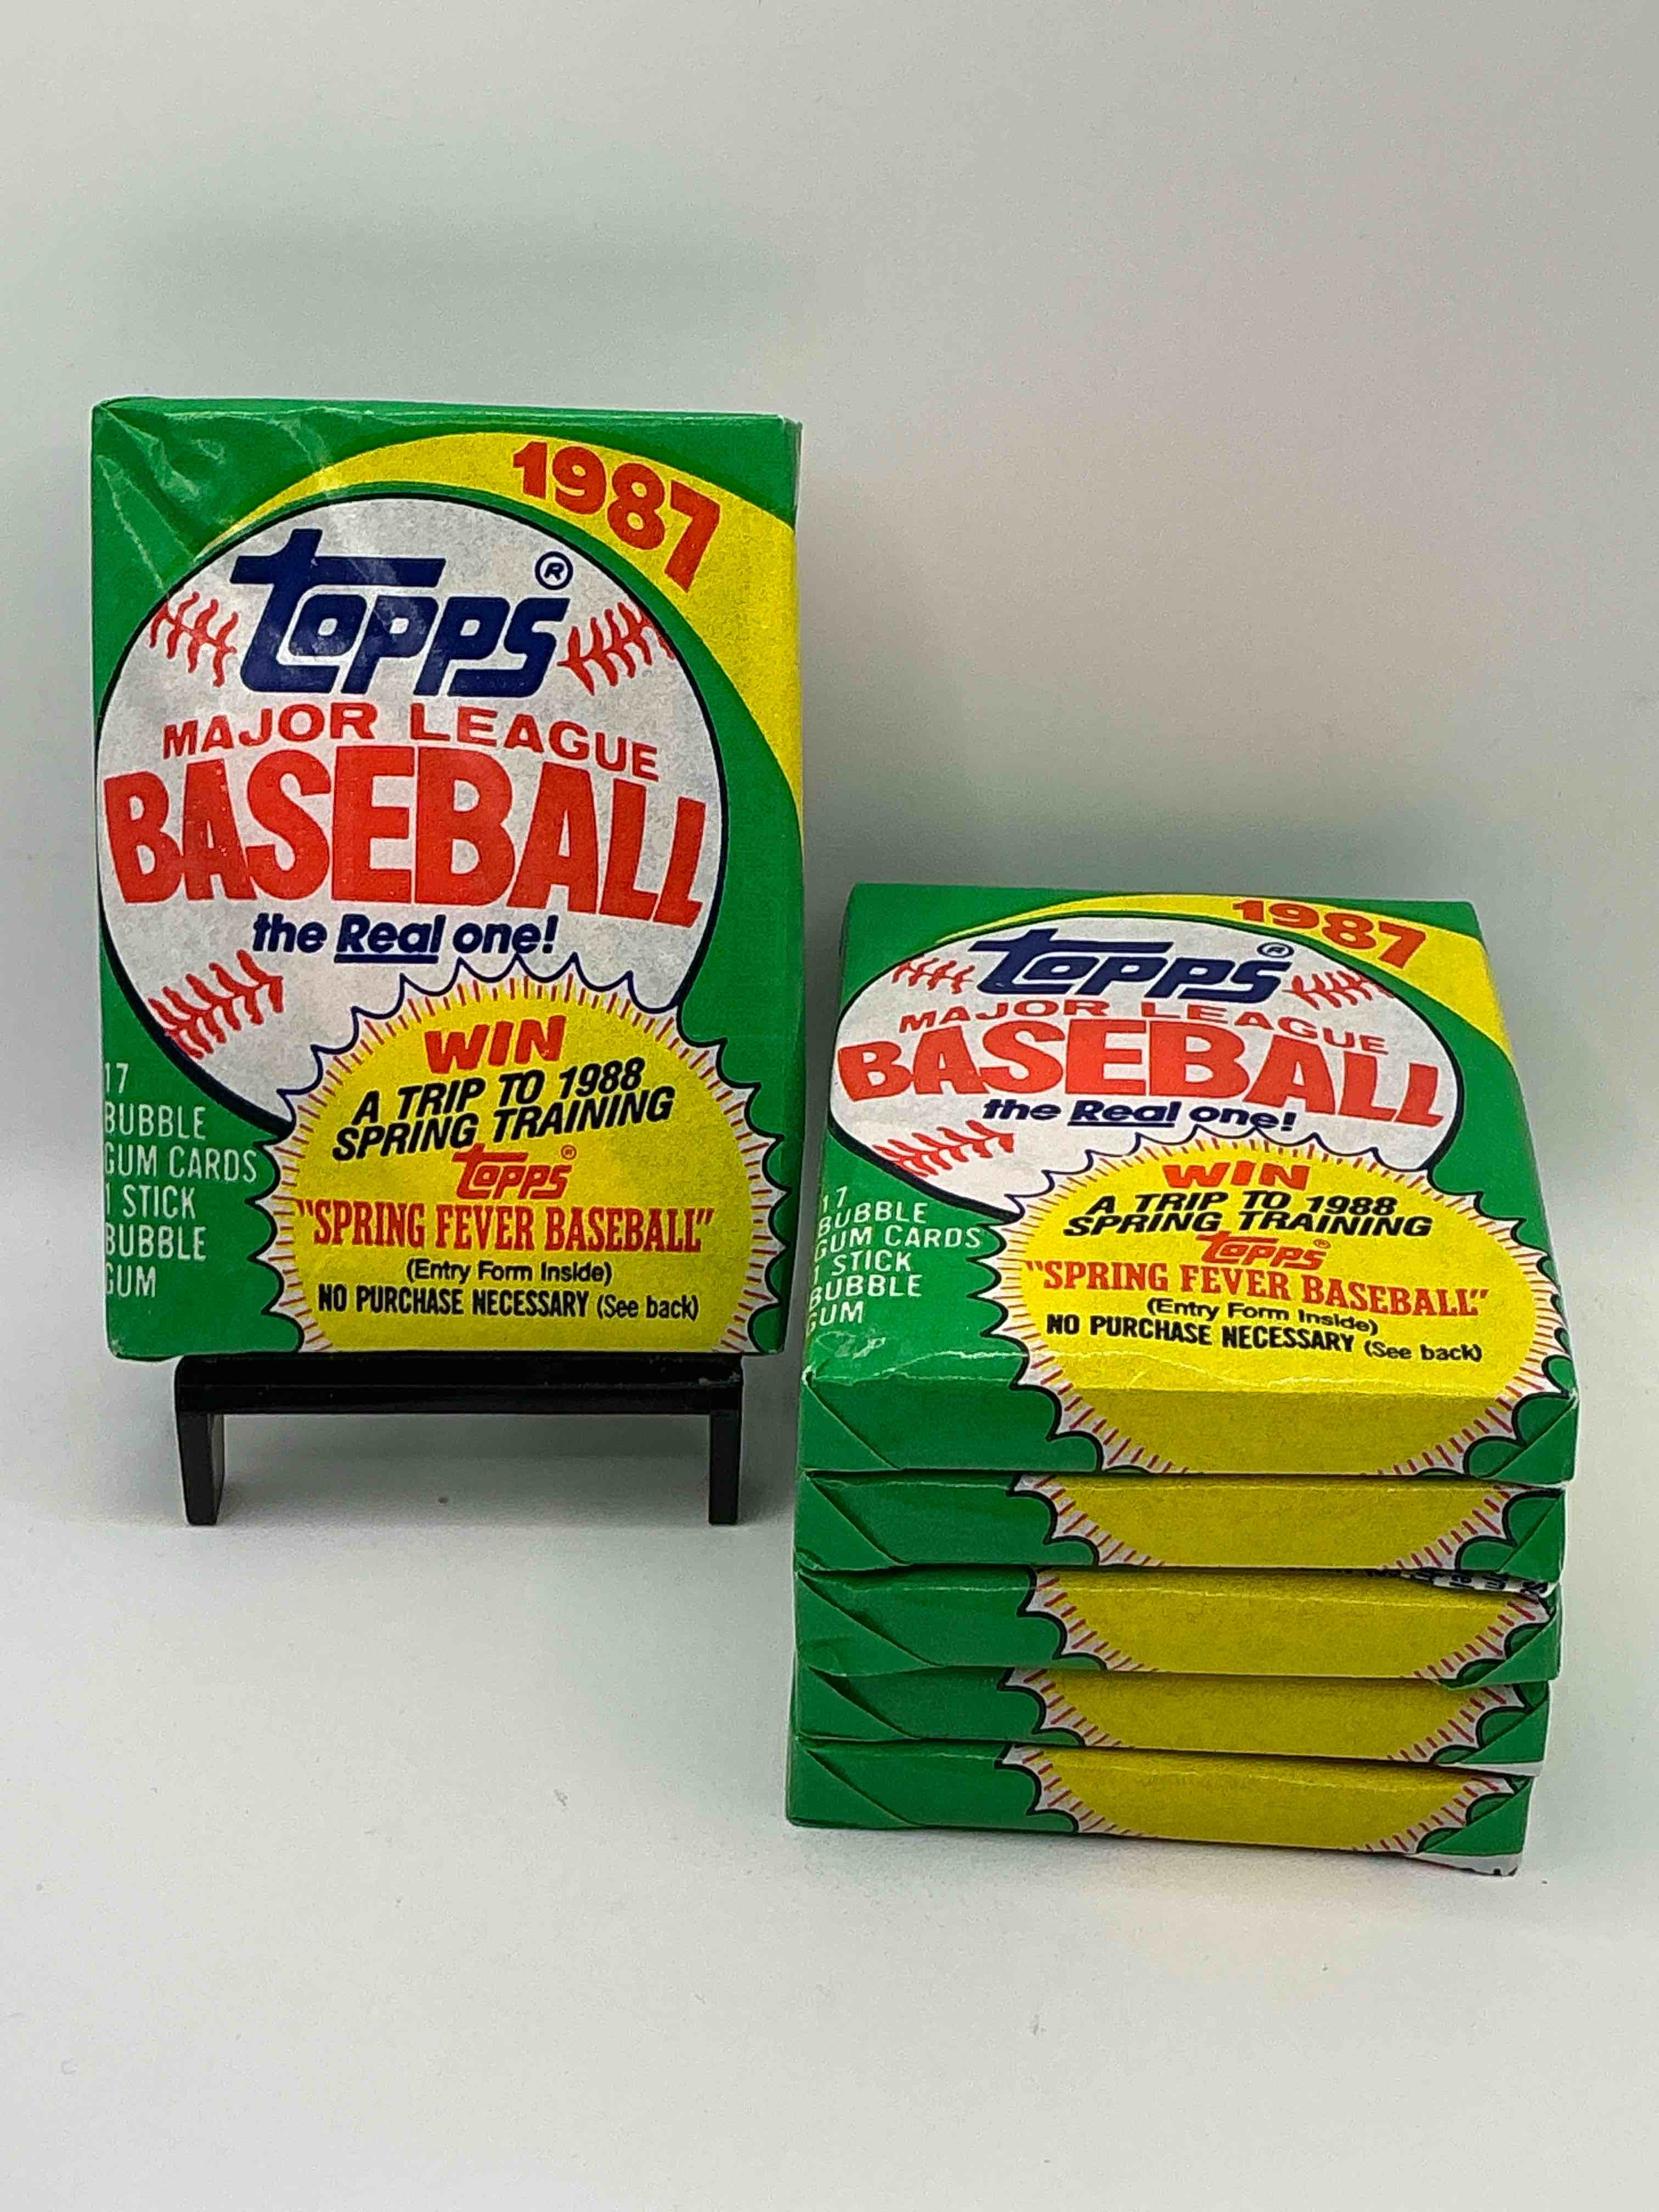 1987
Topps®
MAJOR LEAGUE
BASEBALL
the Real one!
WIN
A TRIP TO 1988
SPRING TRAINING
Topps®
"SPRING FEVER BASEBALL"
(Entry Form Inside)
NO PURCHASE NECESSARY (See back)
17
BUBBLE
GUM CARDS
1 STICK
BUBBLE
GUM
1987
Topps®
MAJOR LEAGUE
BASEBALL
the Real one!
WIN
A TRIP TO 1988
SPRING TRAINING
Topps®
"SPRING FEVER BASEBALL"
(Entry Form Inside)
NO PURCHASE NECESSARY (See back)
17
BUBBLE
GUM CARDS
1 STICK
BUBBLE
GUM